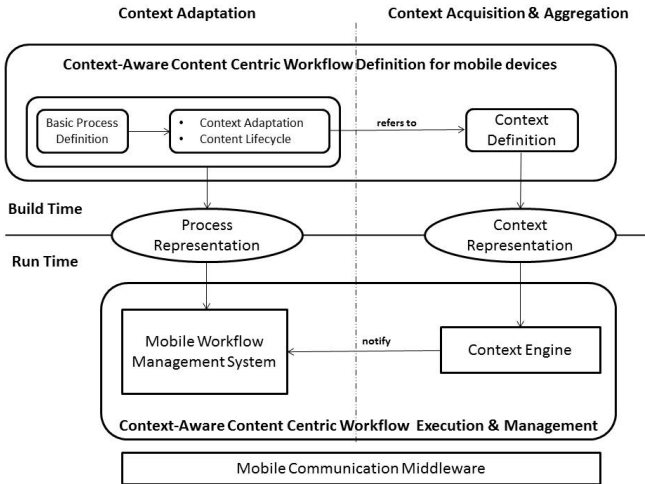 Context Adaptation
Context Acquisition & Aggregation
Context-Aware Content Centric Workflow Definition for mobile devices
Basic Process
Definition
• Context Adaptation
• Content Lifecycle
refers to
Context
Definition
Build Time
Process
Representation
Context
Representation
Run Time
Mobile Workflow
Management System
notify
Context Engine
Context-Aware Content Centric Workflow Execution & Management
Mobile Communication Middleware